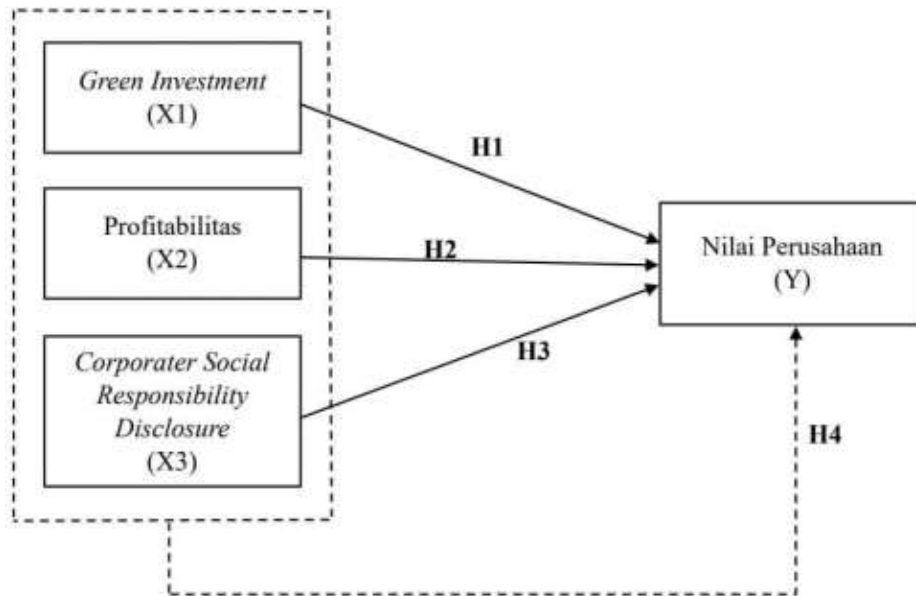 Green Investment
(X1)
H1
Profitabilitas
(X2)
H2
Nilai Perusahaan
(Y)
Corporater Social
Responsibility
Disclosure
(X3)
H3
H4